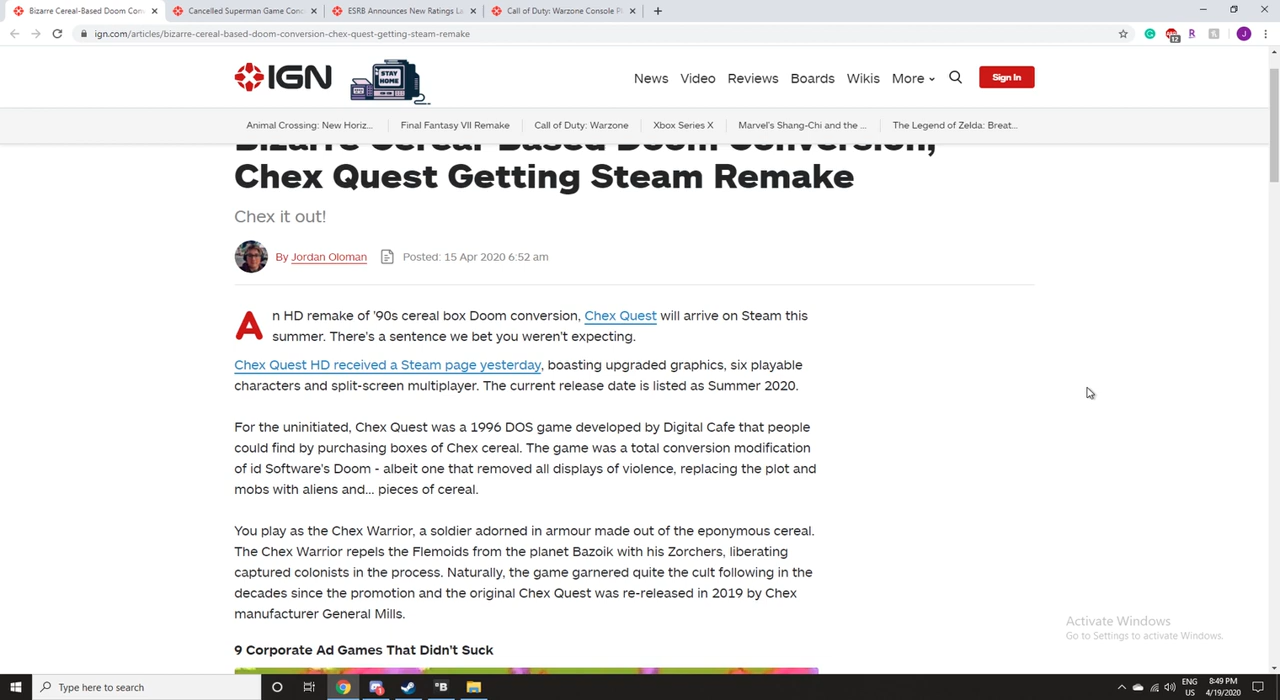 Bizarre Cereal-Based Doom Conv
Cancelled Superman Game Conc
ESRB Announces New Ratings La
Call of Duty: Warzone Console Pl
ign.com/articles/bizarre-cereal-based-doom-conversion-chex-quest-getting-steam-remake
12
R
J
IGN
STAY
HOME
News Video Reviews Boards Wikis More
Sign In
Animal Crossing: New Horiz... Final Fantasy VII Remake Call of Duty: Warzone Xbox Series X Marvel's Shang-Chi and the ... The Legend of Zelda: Breat...
Bizarre Cereal-Based Doom Conversion,
Chex Quest Getting Steam Remake
Chex it out!
By Jordan Oloman Posted: 15 Apr 2020 6:52 am
An HD remake of '90s cereal box Doom conversion, Chex Quest will arrive on Steam this
summer. There's a sentence we bet you weren't expecting.
Chex Quest HD received a Steam page yesterday, boasting upgraded graphics, six playable
characters and split-screen multiplayer. The current release date is listed as Summer 2020.
For the uninitiated, Chex Quest was a 1996 DOS game developed by Digital Cafe that people
could find by purchasing boxes of Chex cereal. The game was a total conversion modification
of id Software's Doom - albeit one that removed all displays of violence, replacing the plot and
mobs with aliens and... pieces of cereal.
You play as the Chex Warrior, a soldier adorned in armour made out of the eponymous cereal.
The Chex Warrior repels the Flemoids from the planet Bazoik with his Zorchers, liberating
captured colonists in the process. Naturally, the game garnered quite the cult following in the
decades since the promotion and the original Chex Quest was re-released in 2019 by Chex
manufacturer General Mills.
9 Corporate Ad Games That Didn't Suck
Activate Windows
Go to Settings to activate Windows.
Type here to search
B
ENG
US
8:49 PM
4/19/2020